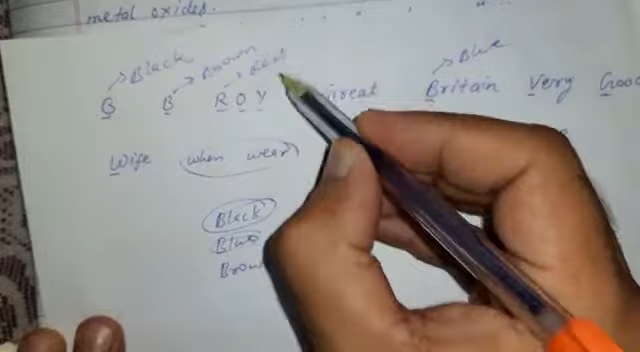 metal oxides.
Black Brown Red Blue
B B R O Y Great Britain Very Good
Wife when wear
Black
Blue
Brown